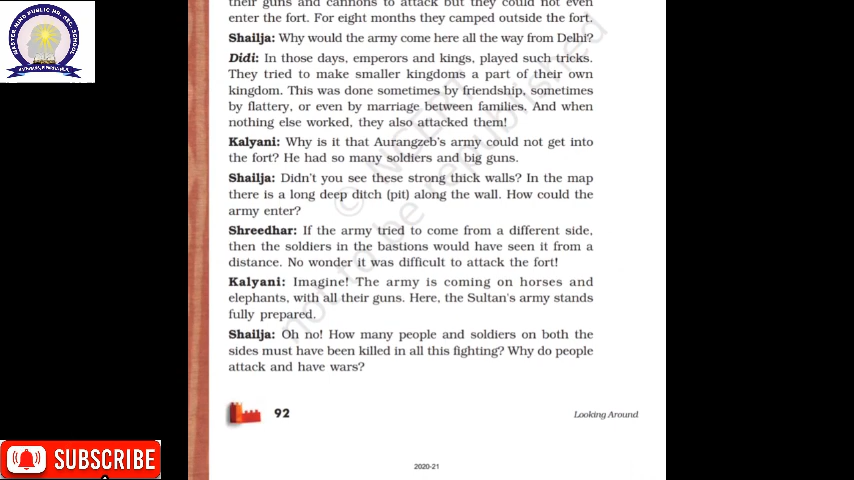 their guns and cannons to attack but they could not even
enter the fort. For eight months they camped outside the fort.
Shailja: Why would the army come here all the way from Delhi?
Didi: In those days, emperors and kings, played such tricks.
They tried to make smaller kingdoms a part of their own
kingdom. This was done sometimes by friendship, sometimes
by flattery, or even by marriage between families. And when
nothing else worked, they also attacked them!
Kalyani: Why is it that Aurangzeb's army could not get into
the fort? He had so many soldiers and big guns.
Shailja: Didn't you see these strong thick walls? In the map
there is a long deep ditch (pit) along the wall. How could the
army enter?
Shreedhar: If the army tried to come from a different side,
then the soldiers in the bastions would have seen it from a
distance. No wonder it was difficult to attack the fort!
Kalyani: Imagine! The army is coming on horses and
elephants, with all their guns. Here, the Sultan's army stands
fully prepared.
Shailja: Oh no! How many people and soldiers on both the
sides must have been killed in all this fighting? Why do people
attack and have wars?
92
Looking Around
2020-21
© NCERT
not to be republished
MASTER MIND PUBLIC HR. SEC. SCHOOL
SUBSCRIBE